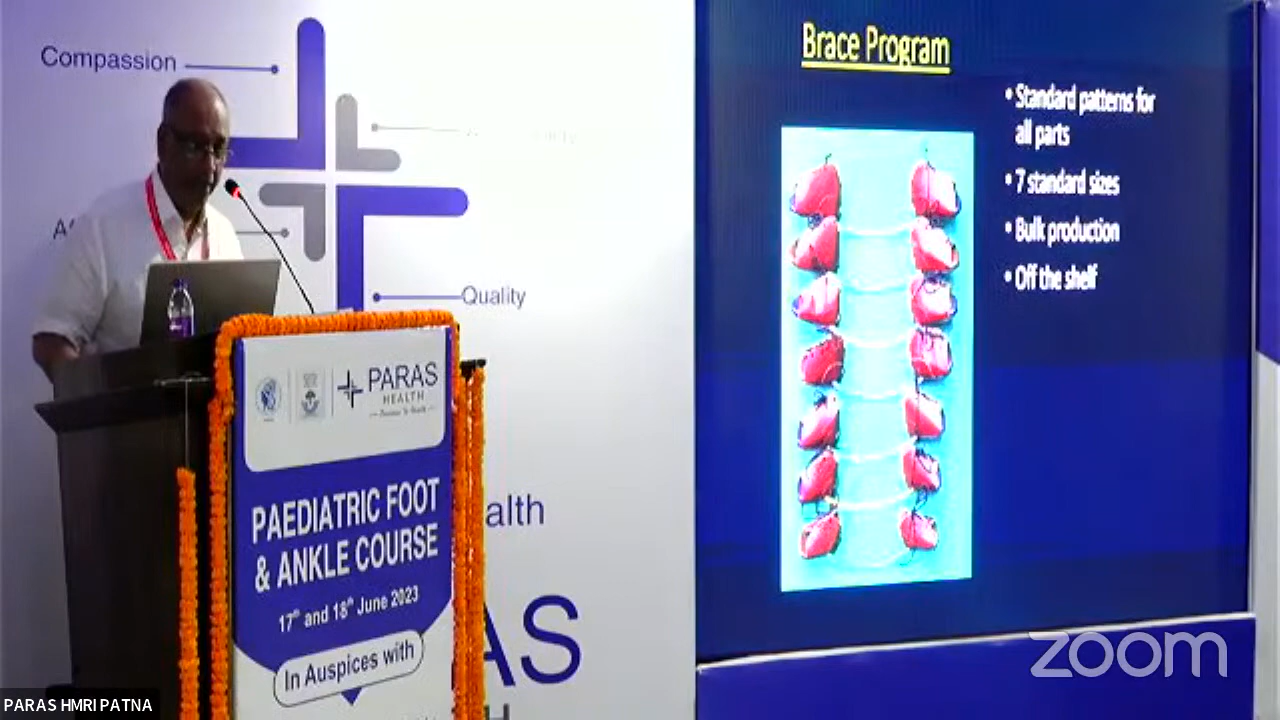 Compassion
Quality
alth
AS
H
PARAS
HEALTH
PAEDIATRIC FOOT
& ANKLE COURSE
17th and 18th June 2023
In Auspices with
PARAS HMRI PATNA
Brace Program
• Standard patterns for
all parts
• 7 standard sizes
• Bulk production
• Off the shelf
zoom